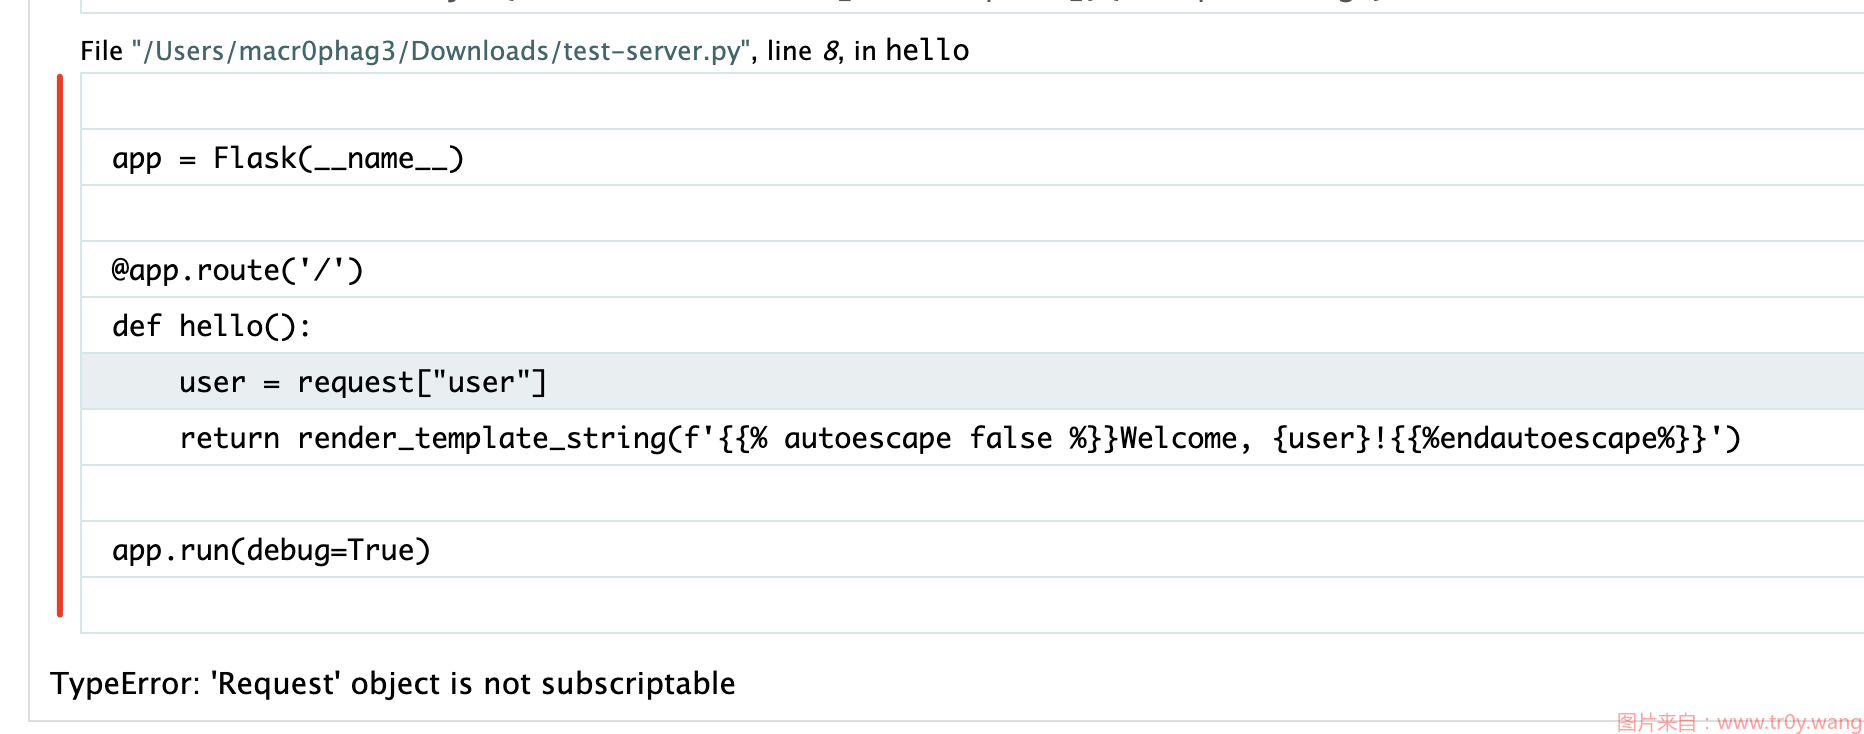 File "/Users/macr0phag3/Downloads/test-server.py", line 8, in hello
app = Flask(__name__)
@app.route('/')
def hello():
    user = request["user"]
    return render_template_string(f'{{% autoescape false %}}Welcome, {user}!{{%endautoescape%}}')
app.run(debug=True)
TypeError: 'Request' object is not subscriptable
图片来自：www.tr0y.wang